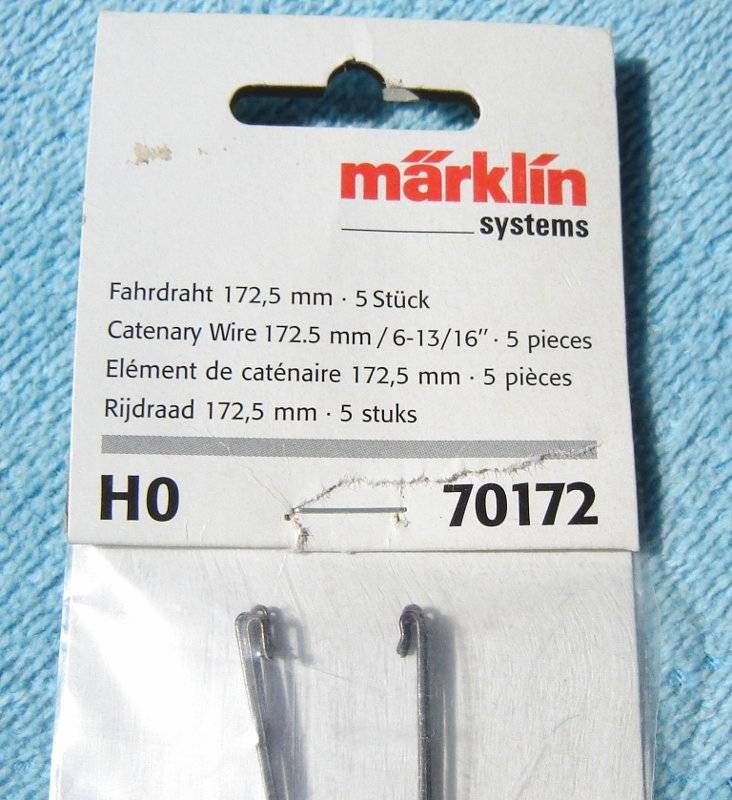 märklín
systems
Fahrdraht 172,5 mm · 5 Stück
Catenary Wire 172.5 mm / 6-13/16” · 5 pieces
Elément de caténaire 172,5 mm · 5 pièces
Rijdraad 172,5 mm · 5 stuks
H0 70172